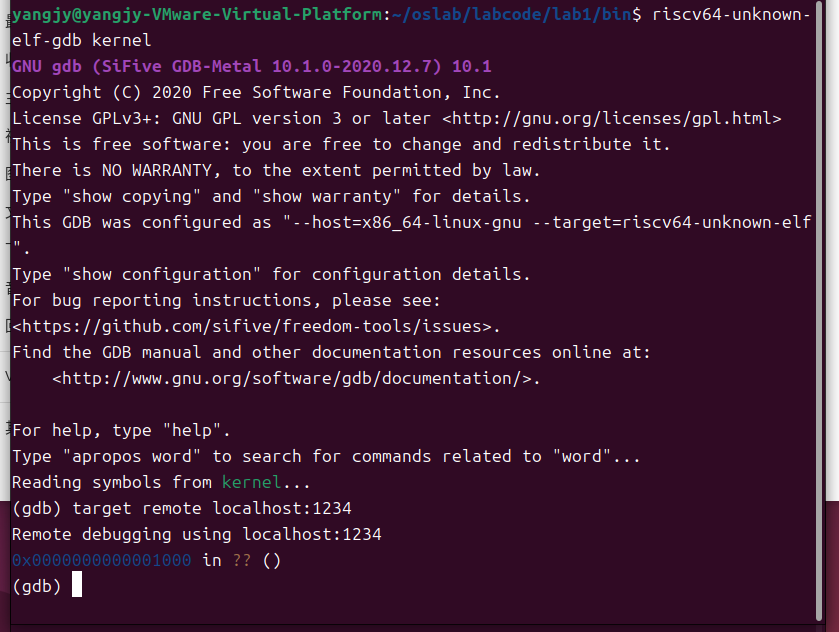 yangjy@yangjy-VMware-Virtual-Platform:~/oslab/labcode/lab1/bin$ riscv64-unknown-
elf-gdb kernel
GNU gdb (SiFive GDB-Metal 10.1.0-2020.12.7) 10.1
Copyright (C) 2020 Free Software Foundation, Inc.
License GPLv3+: GNU GPL version 3 or later <http://gnu.org/licenses/gpl.html>
This is free software: you are free to change and redistribute it.
There is NO WARRANTY, to the extent permitted by law.
Type "show copying" and "show warranty" for details.
This GDB was configured as "--host=x86_64-linux-gnu --target=riscv64-unknown-elf
".
Type "show configuration" for configuration details.
For bug reporting instructions, please see:
<https://github.com/sifive/freedom-tools/issues>.
Find the GDB manual and other documentation resources online at:
    <http://www.gnu.org/software/gdb/documentation/>.

For help, type "help".
Type "apropos word" to search for commands related to "word"...
Reading symbols from kernel...
(gdb) target remote localhost:1234
Remote debugging using localhost:1234
0x0000000000001000 in ?? ()
(gdb)